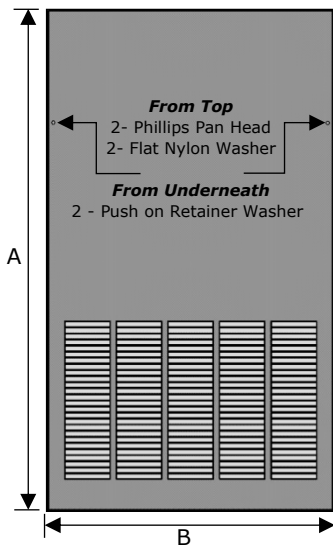 From Top
2- Phillips Pan Head
2- Flat Nylon Washer
From Underneath
2 - Push on Retainer Washer
A
B